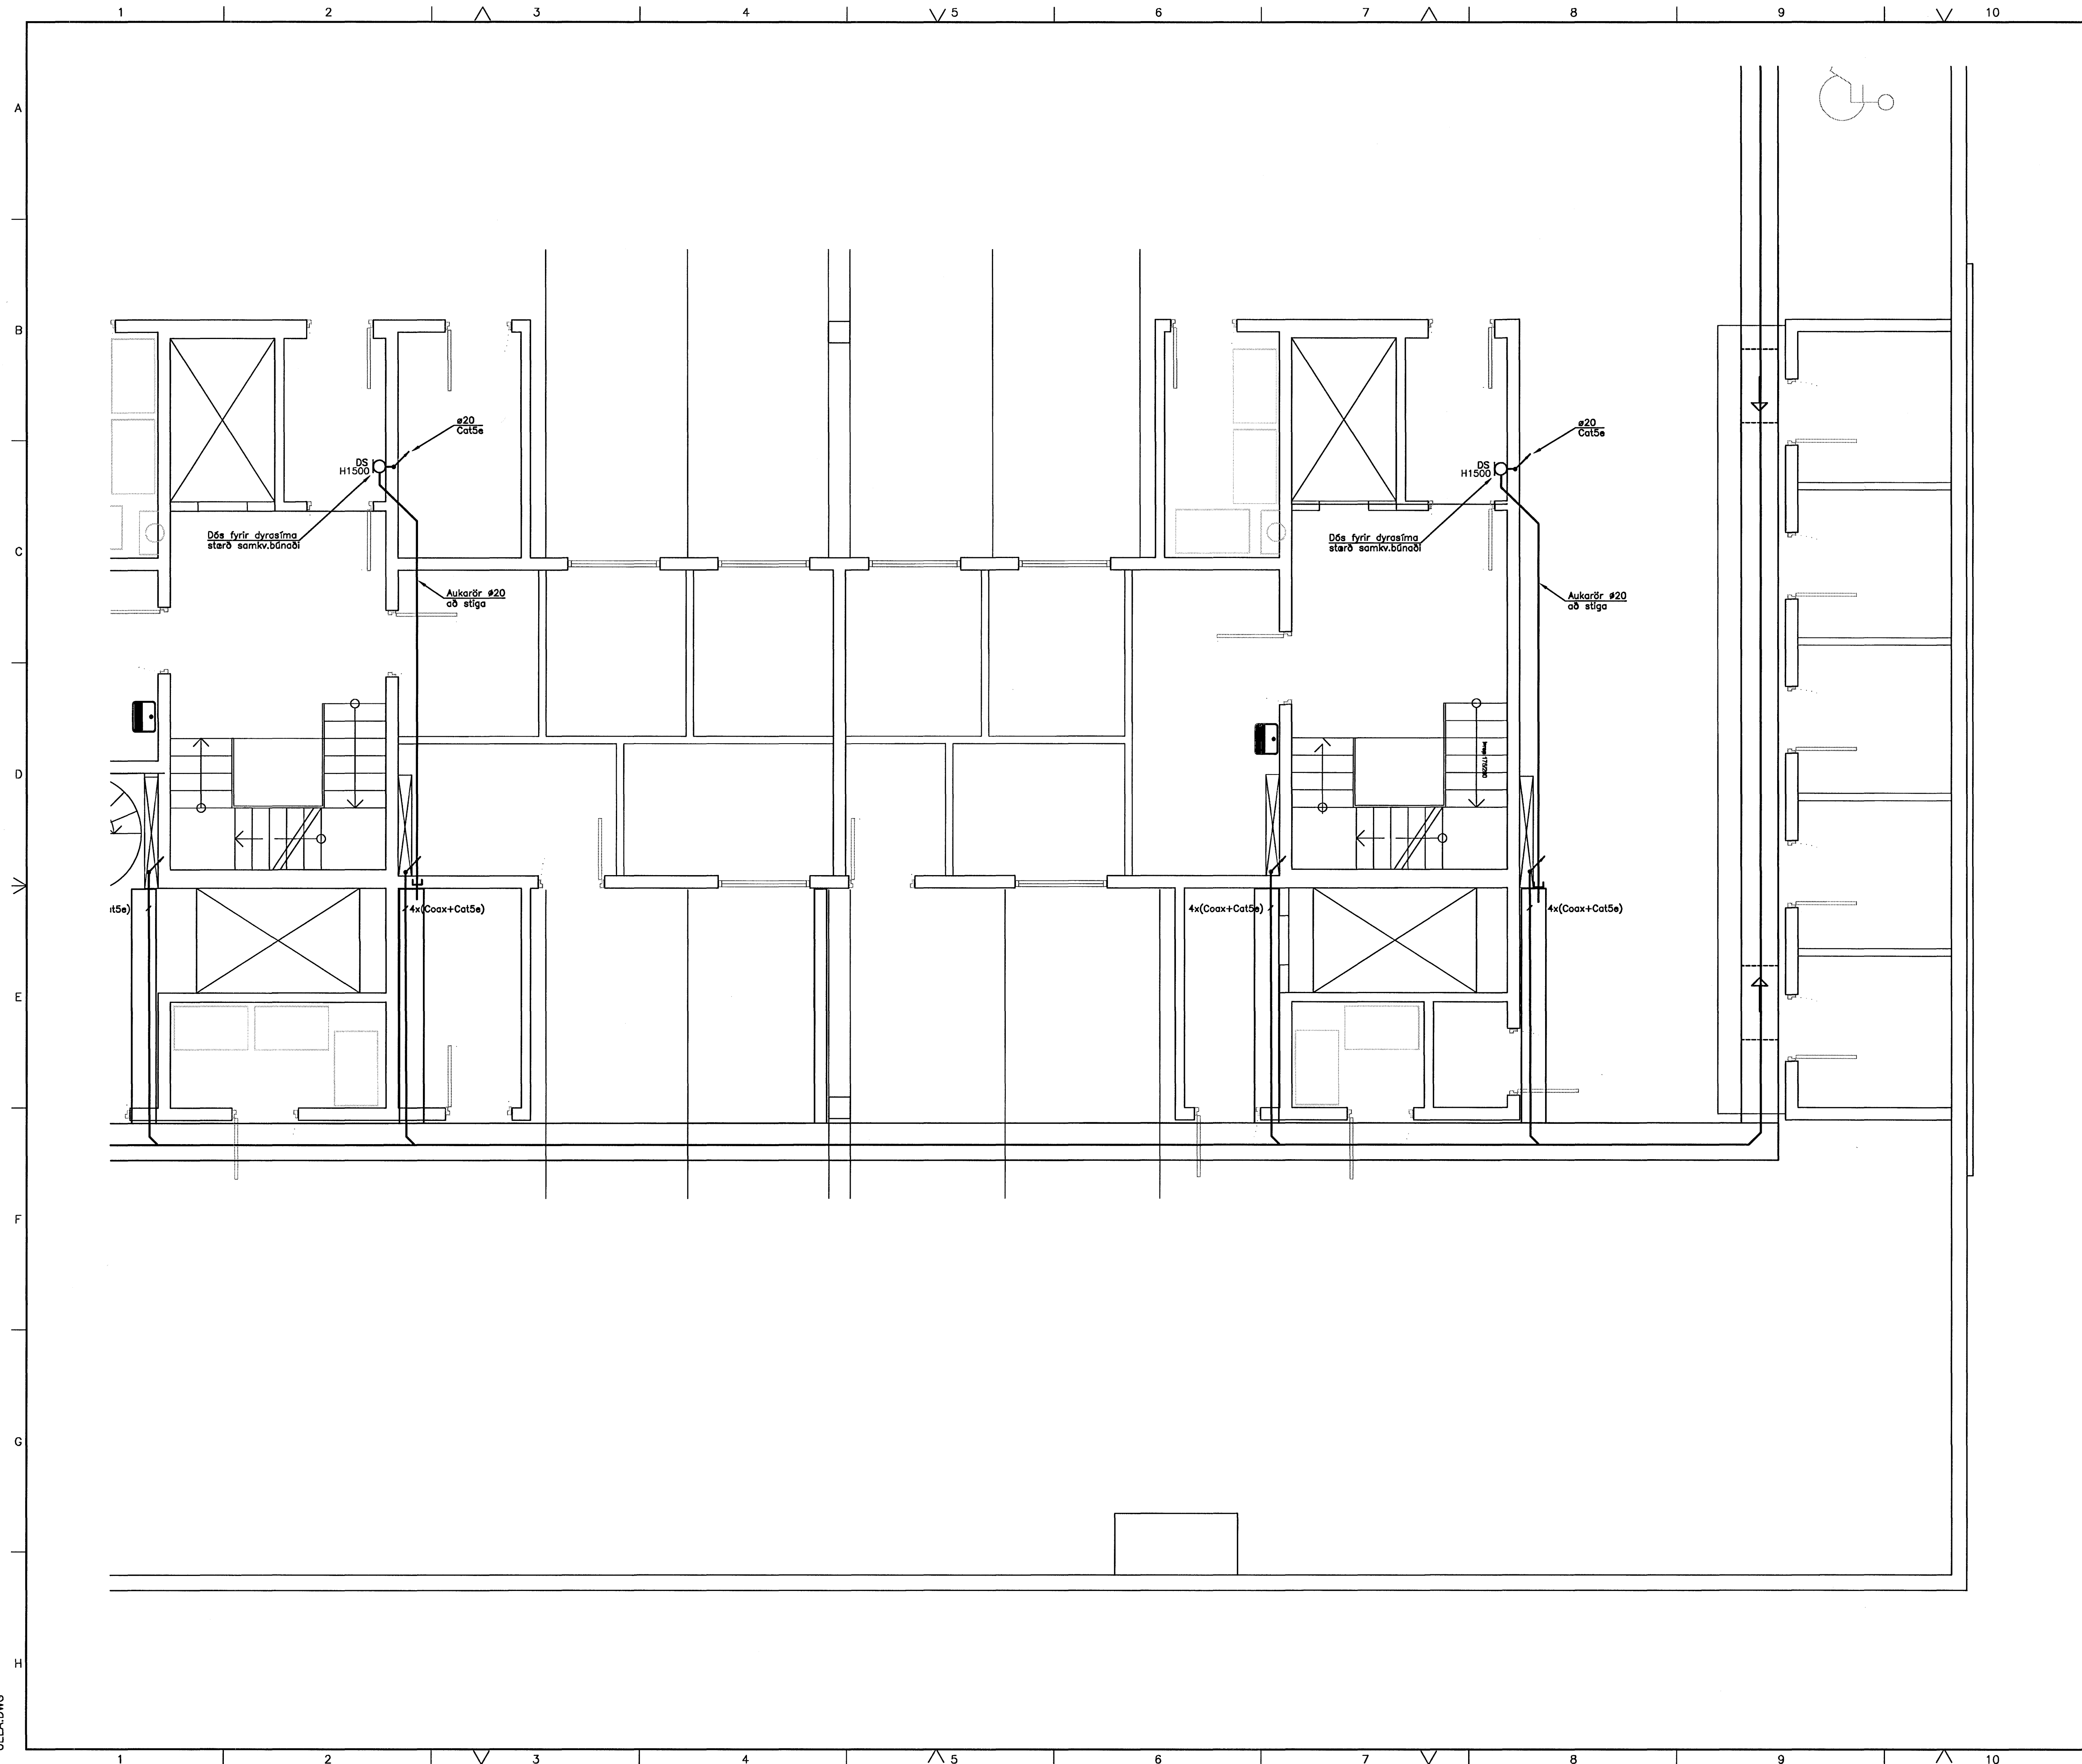 1 2 3 4 5 6 7 8 9 10
A
B
ø20
Cat5e
ø20
Cat5e
DS
H1500
DS
H1500
Dós fyrir dyrasíma
stærð samkv.búnaði
Dós fyrir dyrasíma
stærð samkv.búnaði
C
Aukarör ø20
að stiga
Aukarör ø20
að stiga
D
t5e)
4x(Coax+Cat5e)
4x(Coax+Cat5e)
4x(Coax+Cat5e)
E
F
G
H
1 2 3 4 5 6 7 8 9 10